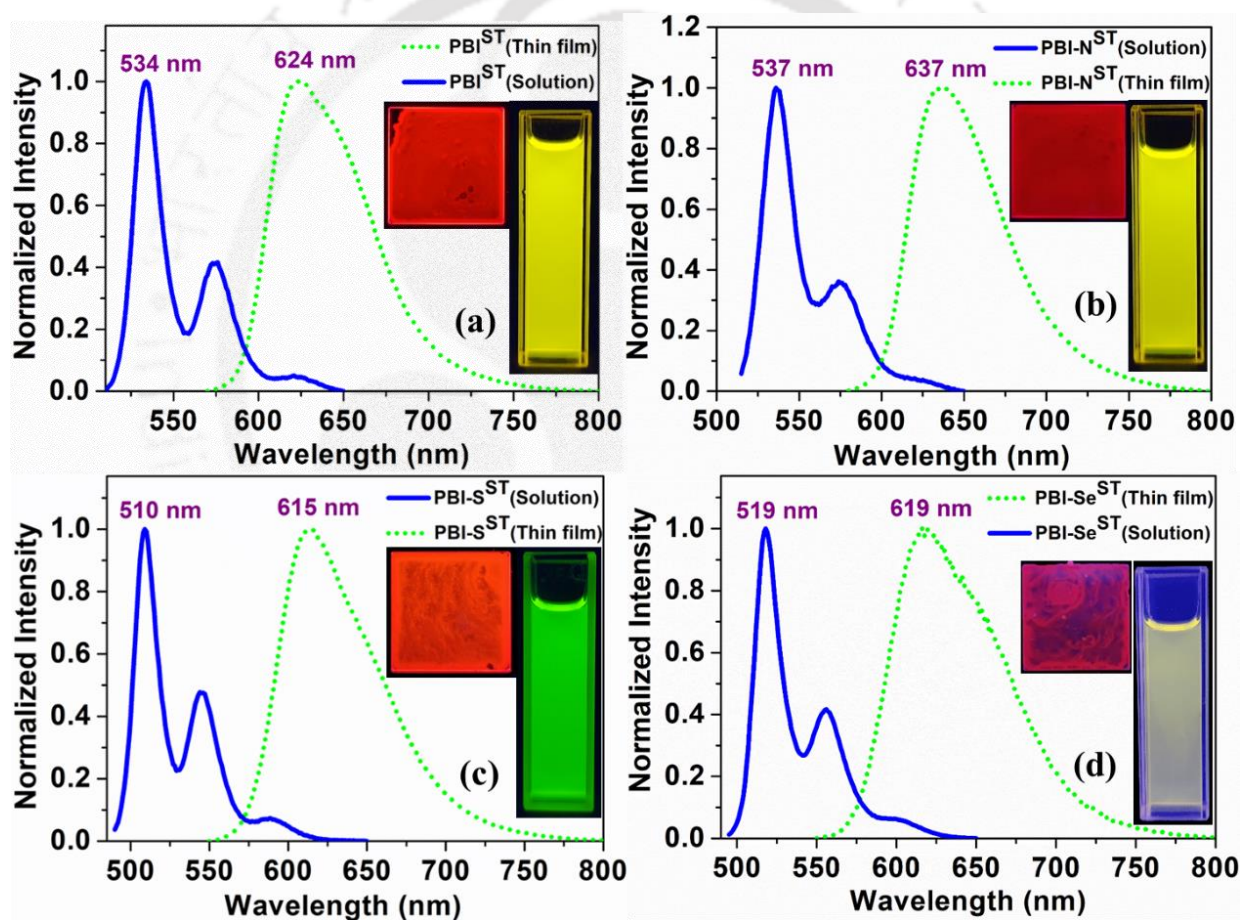 534 nm
624 nm
PBI^ST (Thin film)
PBI^ST (Solution)
1.0
0.8
0.6
0.4
0.2
0.0
Normalized Intensity
(a)
550 600 650 700 750 800
Wavelength (nm)
537 nm
637 nm
PBI-N^ST (Solution)
PBI-N^ST (Thin film)
1.2
1.0
0.8
0.6
0.4
0.2
0.0
Normalized Intensity
(b)
500 550 600 650 700 750 800
Wavelength (nm)
510 nm
615 nm
PBI-S^ST (Solution)
PBI-S^ST (Thin film)
1.0
0.8
0.6
0.4
0.2
0.0
Normalized Intensity
(c)
500 550 600 650 700 750 800
Wavelength (nm)
519 nm
619 nm
PBI-Se^ST (Thin film)
PBI-Se^ST (Solution)
1.0
0.8
0.6
0.4
0.2
0.0
Normalized Intensity
(d)
500 550 600 650 700 750 800
Wavelength (nm)